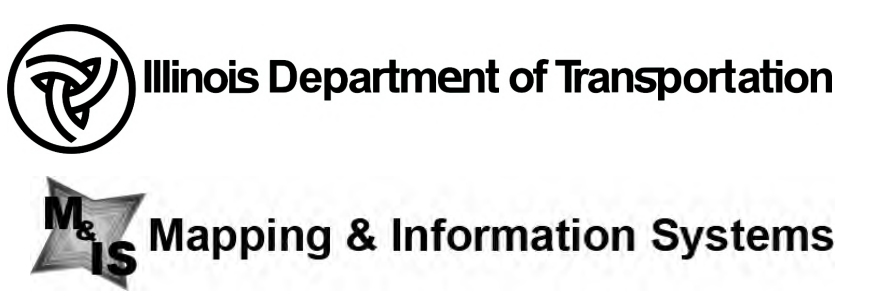 Illinois Department of Transportation
M&IS Mapping & Information Systems